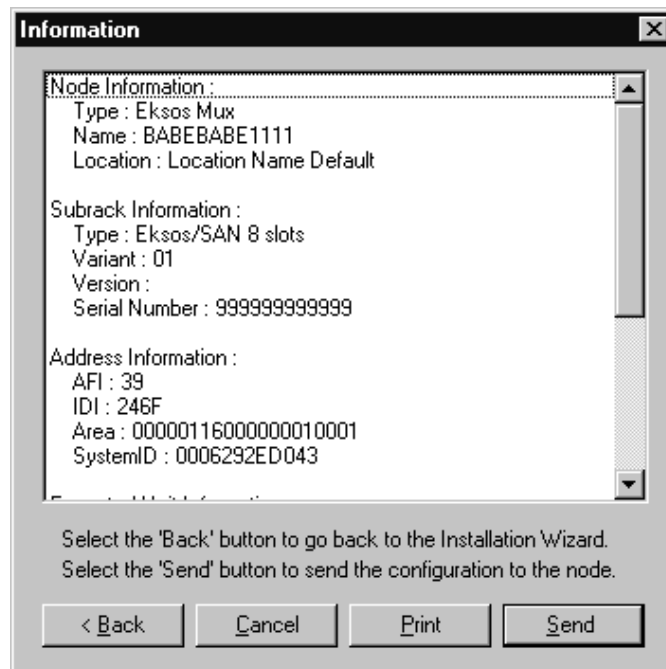 Information
Node Information :
Type : Eksos Mux
Name : BABEBABE1111
Location : Location Name Default
Subrack Information :
Type : Eksos/SAN 8 slots
Variant : 01
Version :
Serial Number : 999999999999
Address Information :
AFI : 39
IDI : 246F
Area : 00000116000000010001
SystemID : 0006292ED043
Select the 'Back' button to go back to the Installation Wizard.
Select the 'Send' button to send the configuration to the node.
< Back Cancel Print Send